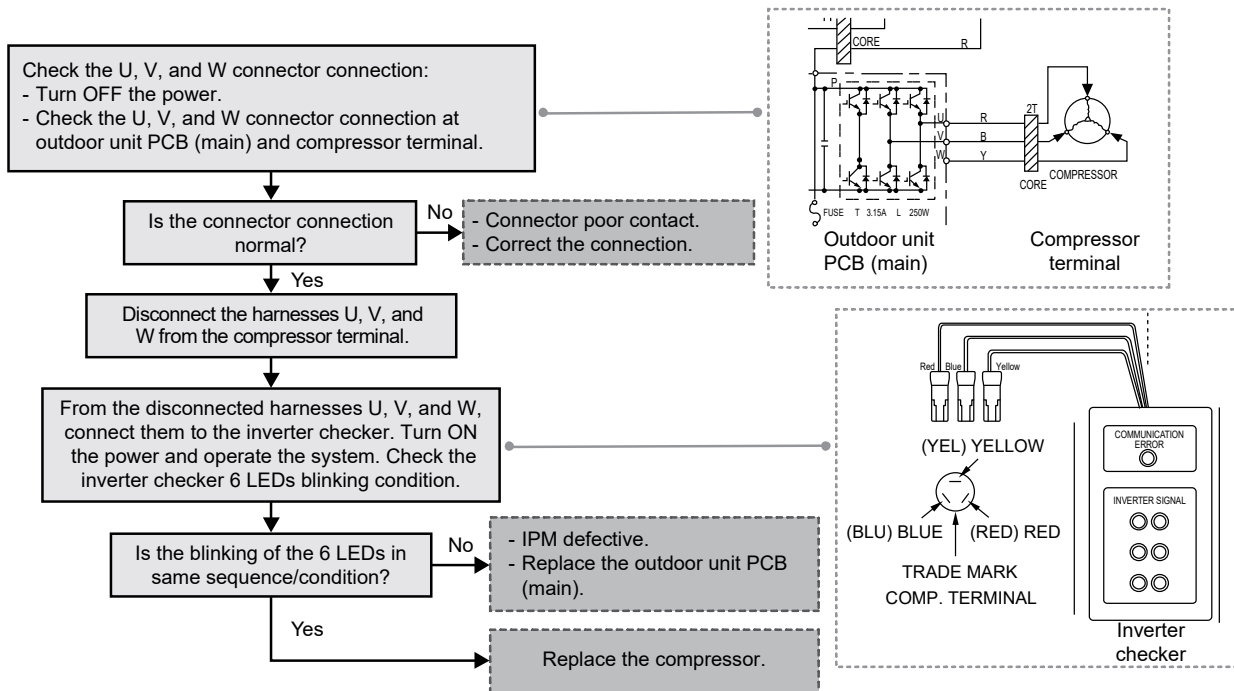 Check the U, V, and W connector connection:
- Turn OFF the power.
- Check the U, V, and W connector connection at
outdoor unit PCB (main) and compressor terminal.
Is the connector connection
normal?
No
- Connector poor contact.
- Correct the connection.
Yes
Disconnect the harnesses U, V, and
W from the compressor terminal.
From the disconnected harnesses U, V, and W,
connect them to the inverter checker. Turn ON
the power and operate the system. Check the
inverter checker 6 LEDs blinking condition.
Is the blinking of the 6 LEDs in
same sequence/condition?
No
- IPM defective.
- Replace the outdoor unit PCB
(main).
Yes
Replace the compressor.
CORE
R
P
U
R
2T
V
B
W
Y
CORE
COMPRESSOR
FUSE T 3.15A L 250W
Outdoor unit
PCB (main)
Compressor
terminal
Red
Blue
Yellow
(YEL) YELLOW
(BLU) BLUE
(RED) RED
TRADE MARK
COMP. TERMINAL
COMMUNICATION
ERROR
INVERTER SIGNAL
Inverter
checker